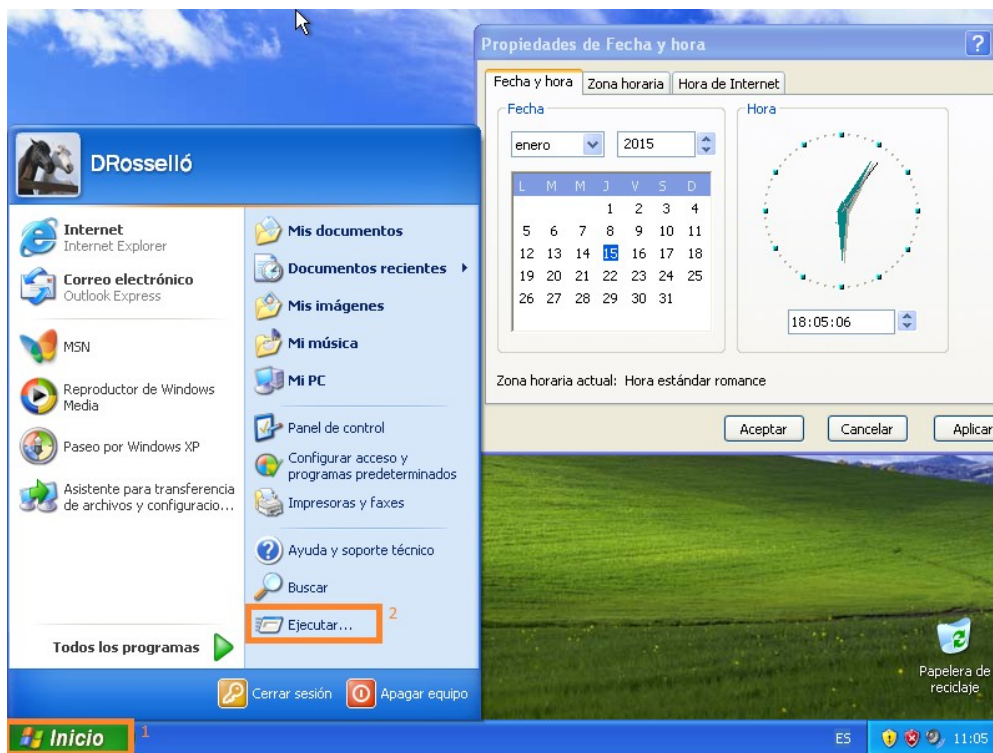 Propiedades de Fecha y hora
?
Fecha y hora
Zona horaria
Hora de Internet
Fecha
enero
2015
L M M J V S D
1 2 3 4
5 6 7 8 9 10 11
12 13 14 15 16 17 18
19 20 21 22 23 24 25
26 27 28 29 30 31
Hora
18:05:06
Zona horaria actual: Hora estándar romance
Aceptar
Cancelar
Aplicar
DRosselló
Internet
Internet Explorer
Correo electrónico
Outlook Express
MSN
Reproductor de Windows
Media
Paseo por Windows XP
Asistente para transferencia
de archivos y configuracio...
Todos los programas
Mis documentos
Documentos recientes
Mis imágenes
Mi música
Mi PC
Panel de control
Configurar acceso y
programas predeterminados
Impresoras y faxes
Ayuda y soporte técnico
Buscar
Ejecutar...
2
Cerrar sesión
Apagar equipo
Papelera de
reciclaje
Inicio
1
ES
11:05